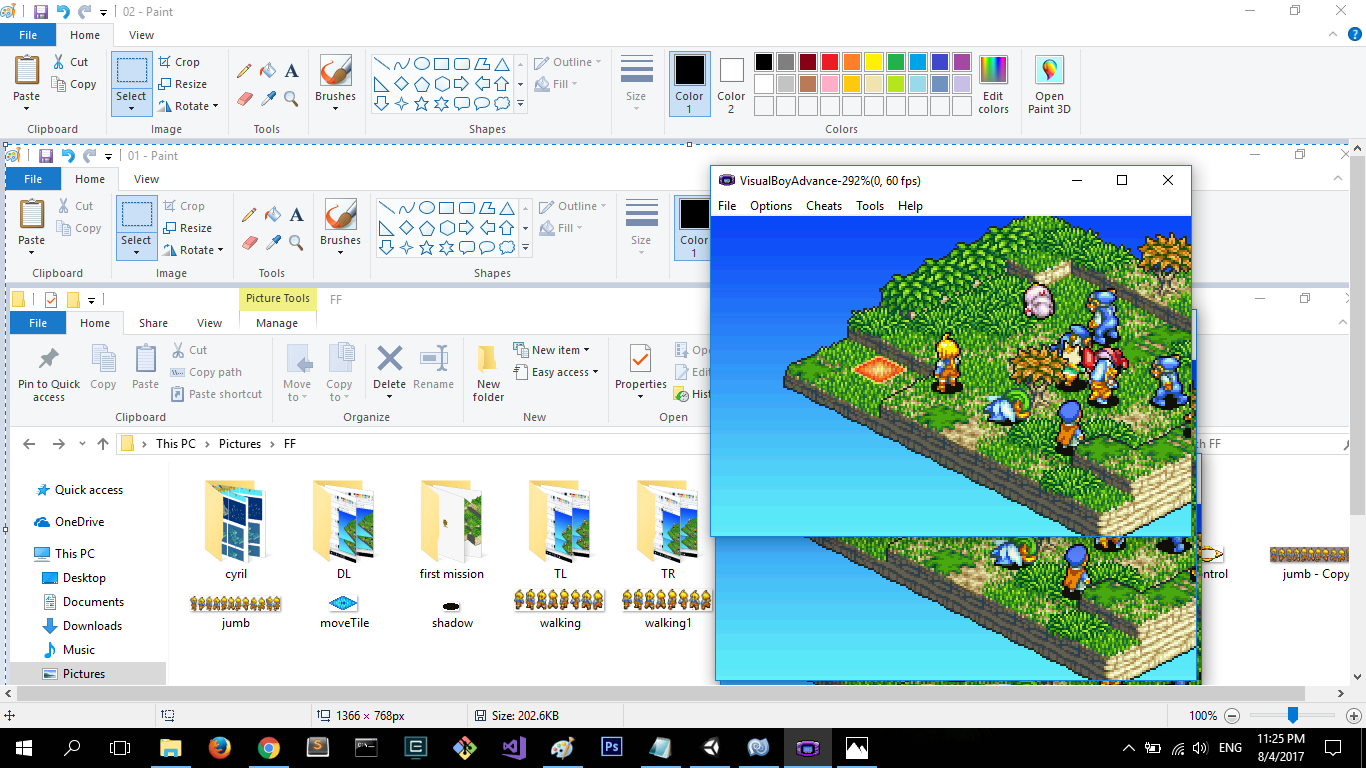 02 - Paint
File Home View
Paste Cut Copy Select Crop Resize Rotate A Brushes Outline Fill Size Color 1 Color 2 Edit colors Open Paint 3D
Clipboard Image Tools Shapes Colors
01 - Paint
File Home View
Paste Cut Copy Select Crop Resize Rotate A Brushes Outline Fill Size Color 1
Clipboard Image Tools Shapes
VisualBoyAdvance-292%(0, 60 fps)
File Options Cheats Tools Help
Picture Tools FF
File Home Share View Manage
Pin to Quick access Copy Paste Cut Copy path Paste shortcut Move to Copy to Delete Rename New folder New item Easy access Properties
Clipboard Organize New Open
This PC Pictures FF
FF
Quick access
OneDrive
This PC
Desktop
Documents
Downloads
Music
Pictures
cyril DL first mission TL TR jumb - Copy
jumb moveTile shadow walking walking1
1366 × 768px Size: 202.6KB 100%
ENG 11:25 PM
8/4/2017